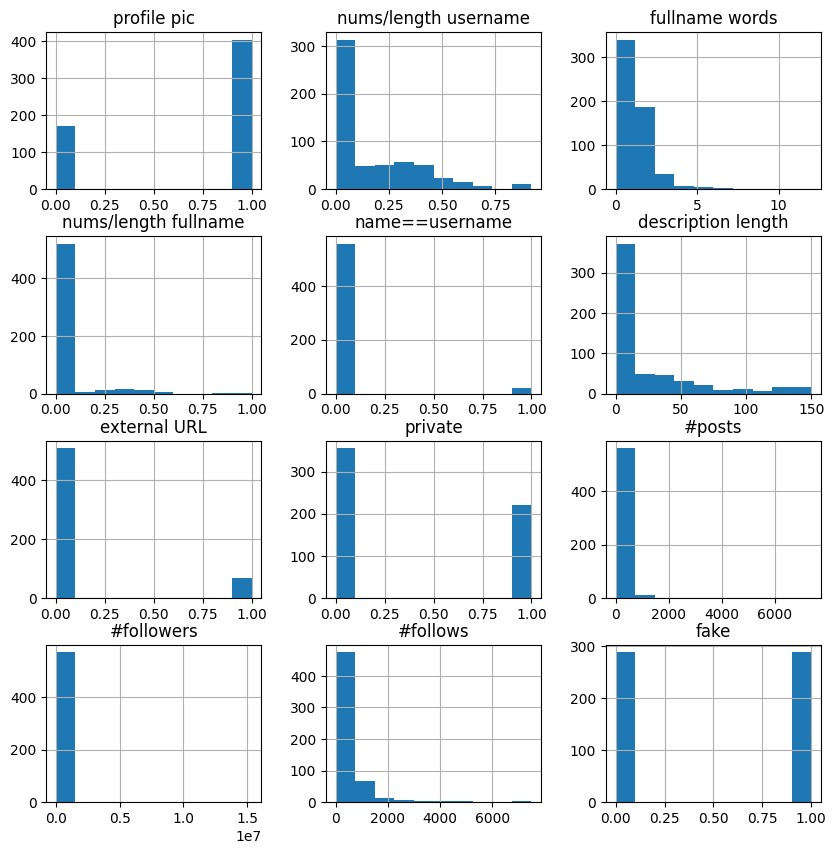 profile pic nums/length username fullname words
400
300
200
100
0
0.00 0.25 0.50 0.75 1.00
300
200
100
0
0.00 0.25 0.50 0.75
300
200
100
0
0 5 10
nums/length fullname name==username description length
400
200
0
0.00 0.25 0.50 0.75 1.00
400
200
0
0.00 0.25 0.50 0.75 1.00
300
200
100
0
0 50 100 150
external URL private #posts
400
200
0
0.00 0.25 0.50 0.75 1.00
300
200
100
0
0.00 0.25 0.50 0.75 1.00
400
200
0
0 2000 4000 6000
#followers #follows fake
400
200
0
0.0 0.5 1.0 1.5
1e7
400
300
200
100
0
0 2000 4000 6000
300
200
100
0
0.00 0.25 0.50 0.75 1.00